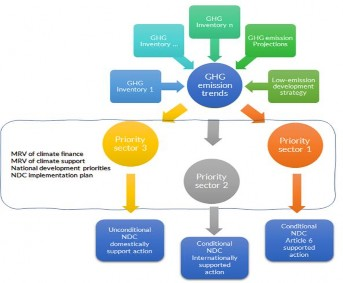 GHG
Inventory n
GHG
Inventory ...
GHG emission
Projections
GHG
Inventory 1
GHG
emission
trends
Low-emission
development
strategy
MRV of climate finance
MRV of climate support
National development priorities
NDC implementation plan
Priority
sector 3
Priority
sector 2
Priority
sector 1
Unconditional
NDC
domestically
support action
Conditional
NDC
Internationally
supported
action
Conditional
NDC
Article 6
supported
action